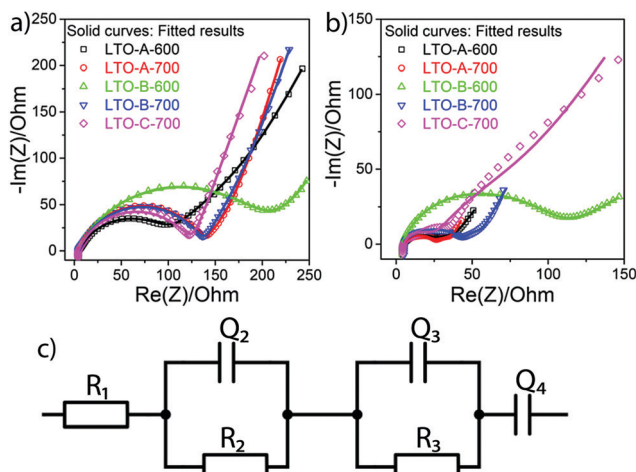 a)
Solid curves: Fitted results
LTO-A-600
LTO-A-700
LTO-B-600
LTO-B-700
LTO-C-700
-Im(Z)/Ohm
250
200
150
100
50
0
0 50 100 150 200 250
Re(Z)/Ohm
b)
Solid curves: Fitted results
LTO-A-600
LTO-A-700
LTO-B-600
LTO-B-700
LTO-C-700
-Im(Z)/Ohm
150
100
50
0
0 50 100 150
Re(Z)/Ohm
c)
R₁
Q₂
R₂
Q₃
R₃
Q₄